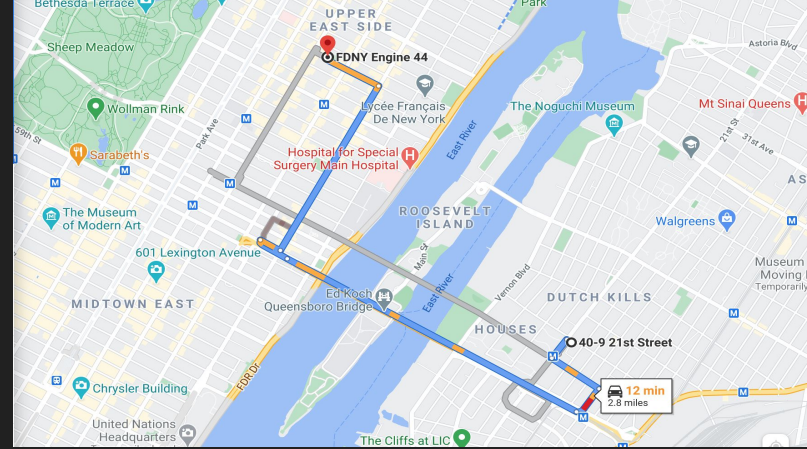 Bethesda Terrace
UPPER
EAST SIDE
Park
Sheep Meadow
FDNY Engine 44
Astoria Blvd
Wollman Rink
Lycée Français
De New York
The Noguchi Museum
Mt Sinai Queens
59th St
Park Ave
East River
21st St
31st Ave
Sarabeth's
Hospital for Special
Surgery Main Hospital
AS
The Museum
of Modern Art
ROOSEVELT
ISLAND
Walgreens
601 Lexington Avenue
Main St
Museum
Moving I
Temporarily
MIDTOWN EAST
Ed Koch
Queensboro Bridge
East River
Vernon Blvd
DUTCH KILLS
HOUSES
40-9 21st Street
FDR Dr
Chrysler Building
12 min
2.8 miles
United Nations
Headquarters
The Cliffs at LIC